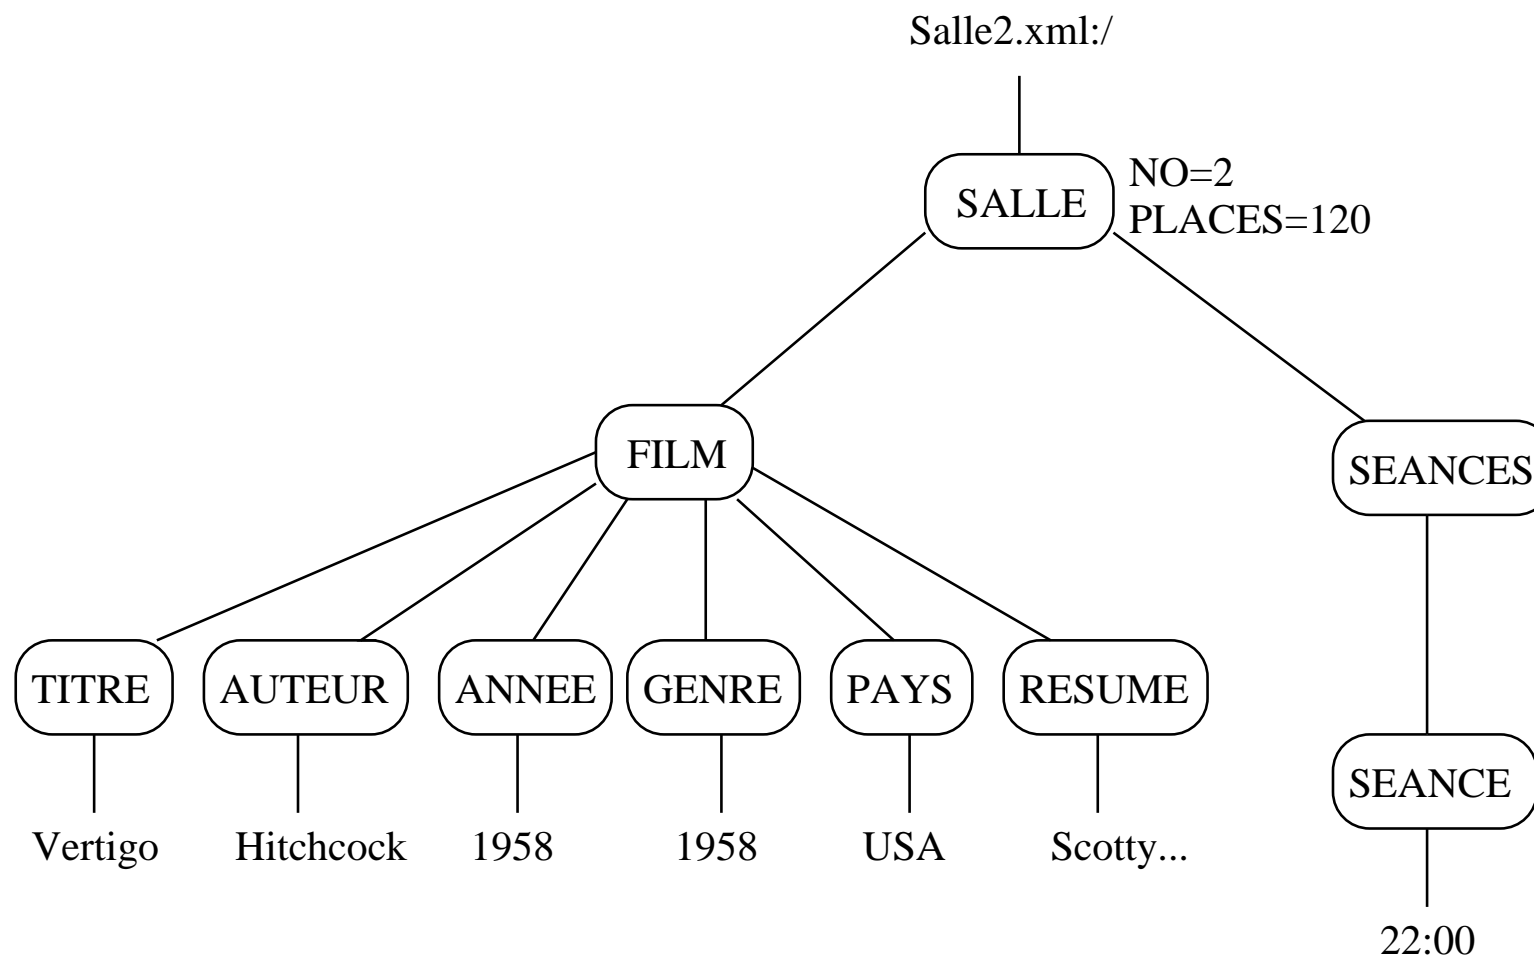 Salle2.xml:/
SALLE
NO=2
PLACES=120
FILM
SEANCES
TITRE
AUTEUR
ANNEE
GENRE
PAYS
RESUME
SEANCE
Vertigo
Hitchcock
1958
1958
USA
Scotty...
22:00